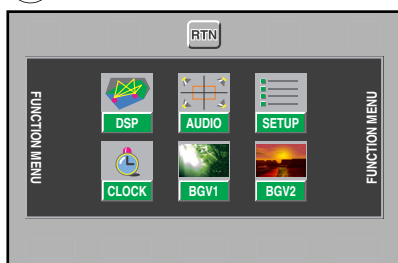 RTN
FUNCTION MENU
DSP
AUDIO
SETUP
CLOCK
BGV1
BGV2
FUNCTION MENU